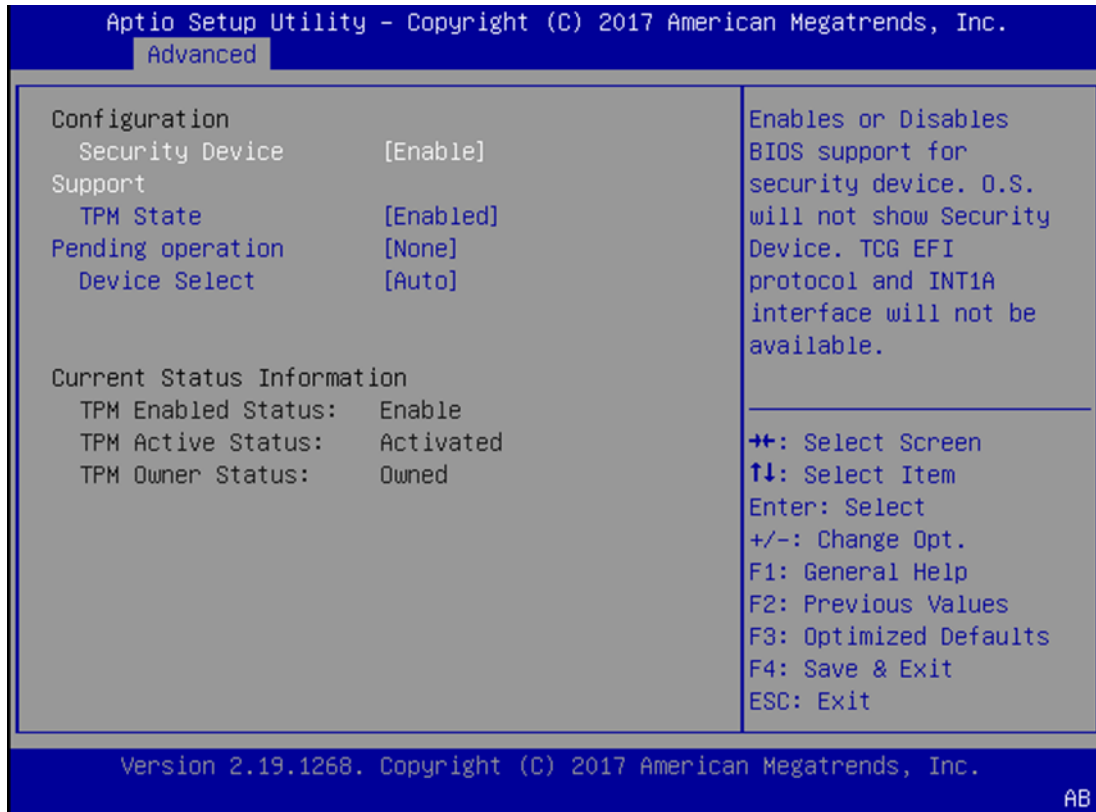 Aptio Setup Utility – Copyright (C) 2017 American Megatrends, Inc.
Advanced
Configuration
Security Device [Enable]
Support
TPM State [Enabled]
Pending operation [None]
Device Select [Auto]
Current Status Information
TPM Enabled Status: Enable
TPM Active Status: Activated
TPM Owner Status: Owned
Enables or Disables
BIOS support for
security device. O.S.
will not show Security
Device. TCG EFI
protocol and INT1A
interface will not be
available.
→←: Select Screen
↑↓: Select Item
Enter: Select
+/-: Change Opt.
F1: General Help
F2: Previous Values
F3: Optimized Defaults
F4: Save & Exit
ESC: Exit
Version 2.19.1268. Copyright (C) 2017 American Megatrends, Inc.
AB